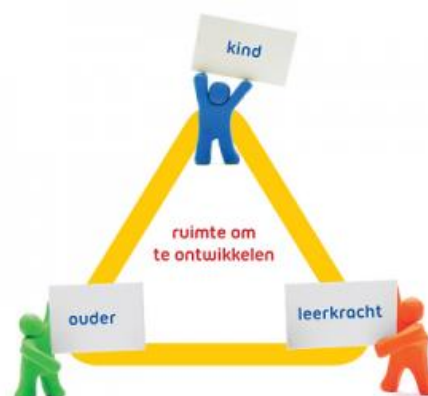 kind
ruimte om
te ontwikkelen
ouder
leerkracht